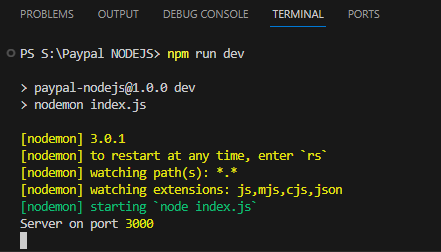 PROBLEMS OUTPUT DEBUG CONSOLE TERMINAL PORTS
PS S:\Paypal NODEJS> npm run dev
> paypal-nodejs@1.0.0 dev
> nodemon index.js
[nodemon] 3.0.1
[nodemon] to restart at any time, enter `rs`
[nodemon] watching path(s): *.*
[nodemon] watching extensions: js,mjs,cjs,json
[nodemon] starting `node index.js`
Server on port 3000